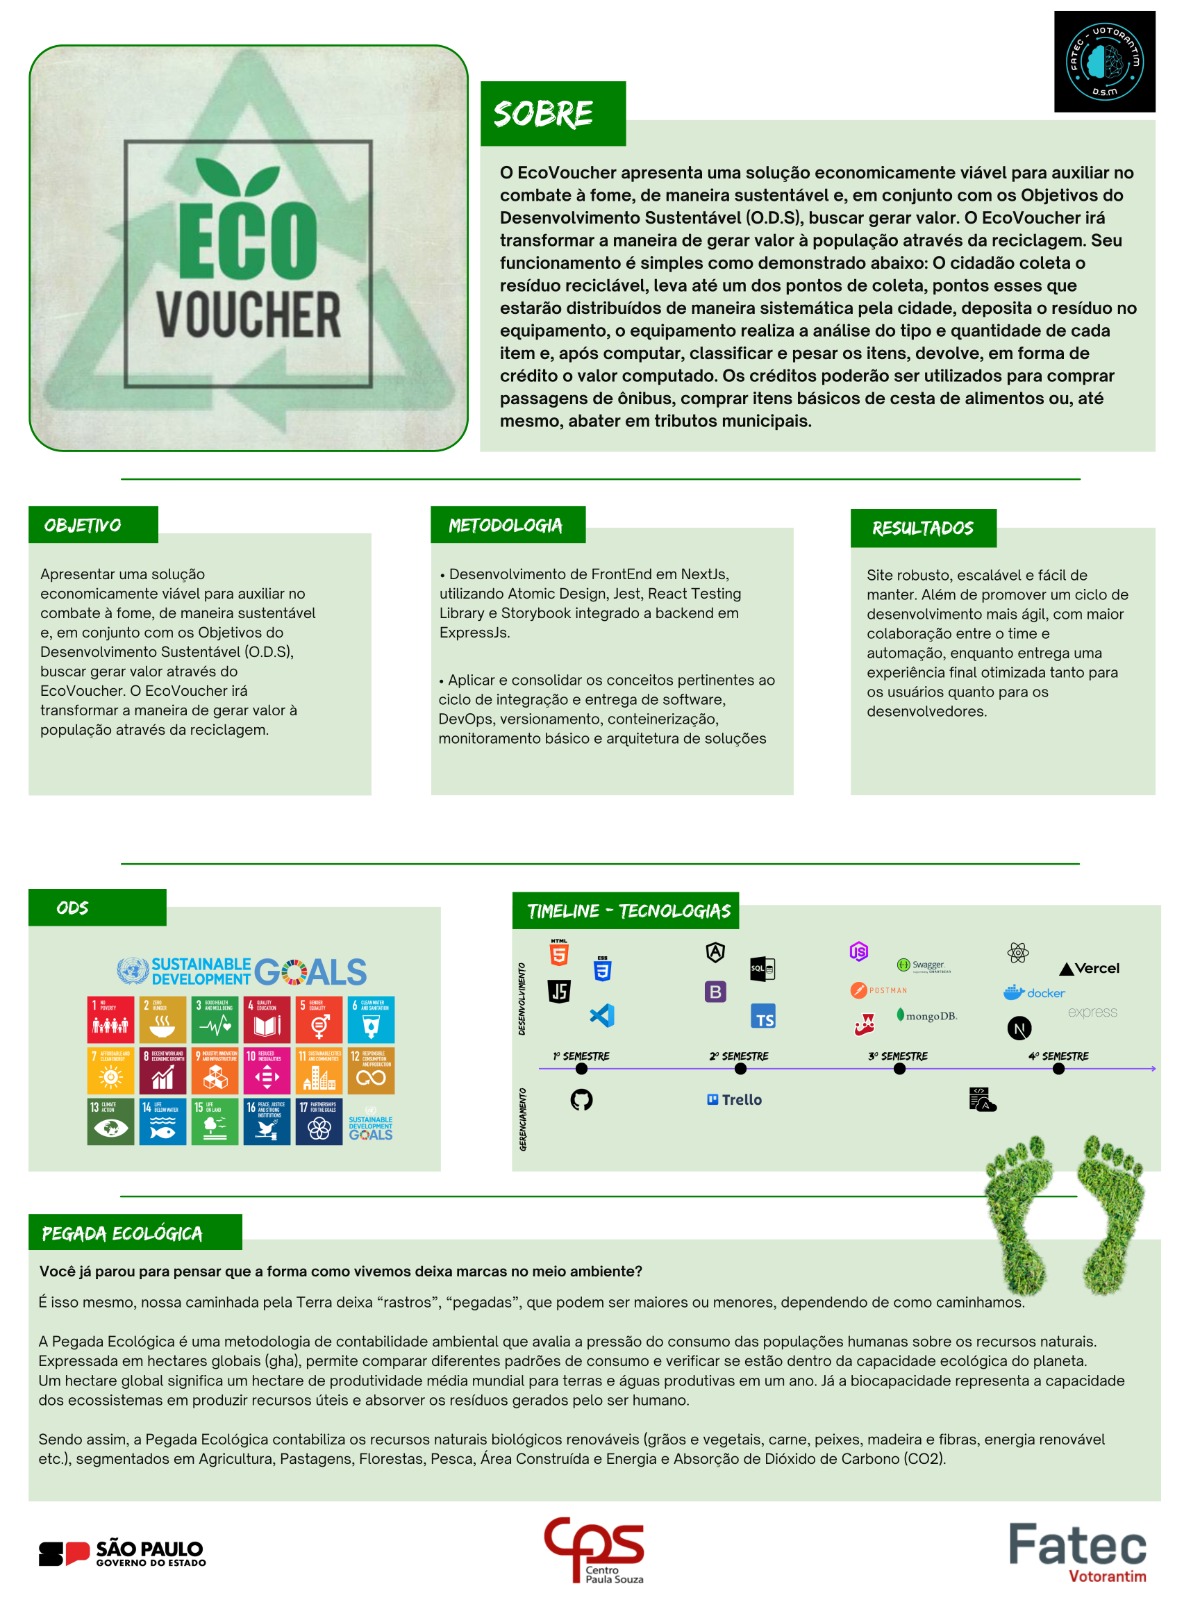 FATEC - VOTORANTIM
D.S.M
ECO
VOUCHER
SOBRE
O EcoVoucher apresenta uma solução economicamente viável para auxiliar no
combate à fome, de maneira sustentável e, em conjunto com os Objetivos do
Desenvolvimento Sustentável (O.D.S), buscar gerar valor. O EcoVoucher irá
transformar a maneira de gerar valor à população através da reciclagem. Seu
funcionamento é simples como demonstrado abaixo: O cidadão coleta o
resíduo reciclável, leva até um dos pontos de coleta, pontos esses que
estarão distribuídos de maneira sistemática pela cidade, deposita o resíduo no
equipamento, o equipamento realiza a análise do tipo e quantidade de cada
item e, após computar, classificar e pesar os itens, devolve, em forma de
crédito o valor computado. Os créditos poderão ser utilizados para comprar
passagens de ônibus, comprar itens básicos de cesta de alimentos ou, até
mesmo, abater em tributos municipais.
OBJETIVO
Apresentar uma solução
economicamente viável para auxiliar no
combate à fome, de maneira sustentável
e, em conjunto com os Objetivos do
Desenvolvimento Sustentável (O.D.S),
buscar gerar valor através do
EcoVoucher. O EcoVoucher irá
transformar a maneira de gerar valor à
população através da reciclagem.
METODOLOGIA
• Desenvolvimento de FrontEnd em NextJs,
utilizando Atomic Design, Jest, React Testing
Library e Storybook integrado a backend em
ExpressJs.
• Aplicar e consolidar os conceitos pertinentes ao
ciclo de integração e entrega de software,
DevOps, versionamento, conteinerização,
monitoramento básico e arquitetura de soluções
RESULTADOS
Site robusto, escalável e fácil de
manter. Além de promover um ciclo de
desenvolvimento mais ágil, com maior
colaboração entre o time e
automação, enquanto entrega uma
experiência final otimizada tanto para
os usuários quanto para os
desenvolvedores.
ODS
SUSTAINABLE
DEVELOPMENT
GOALS
1 NO POVERTY
2 ZERO HUNGER
3 GOOD HEALTH AND WELL-BEING
4 QUALITY EDUCATION
5 GENDER EQUALITY
6 CLEAN WATER AND SANITATION
7 AFFORDABLE AND CLEAN ENERGY
8 DECENT WORK AND ECONOMIC GROWTH
9 INDUSTRY, INNOVATION AND INFRASTRUCTURE
10 REDUCED INEQUALITIES
11 SUSTAINABLE CITIES AND COMMUNITIES
12 RESPONSIBLE CONSUMPTION AND PRODUCTION
13 CLIMATE ACTION
14 LIFE BELOW WATER
15 LIFE ON LAND
16 PEACE, JUSTICE AND STRONG INSTITUTIONS
17 PARTNERSHIPS FOR THE GOALS
SUSTAINABLE
DEVELOPMENT
GOALS
TIMELINE - TECNOLOGIAS
DESENVOLVIMENTO
HTML
5
CSS
3
JS
A
SQL
B
TS
JS
Swagger
POSTMAN
mongoDB.
Vercel
docker
express
N
1º SEMESTRE
2º SEMESTRE
3º SEMESTRE
4º SEMESTRE
GERENCIAMENTO
Trello
A
PEGADA ECOLÓGICA
Você já parou para pensar que a forma como vivemos deixa marcas no meio ambiente?
É isso mesmo, nossa caminhada pela Terra deixa “rastros”, “pegadas”, que podem ser maiores ou menores, dependendo de como caminhamos.
A Pegada Ecológica é uma metodologia de contabilidade ambiental que avalia a pressão do consumo das populações humanas sobre os recursos naturais.
Expressada em hectares globais (gha), permite comparar diferentes padrões de consumo e verificar se estão dentro da capacidade ecológica do planeta.
Um hectare global significa um hectare de produtividade média mundial para terras e águas produtivas em um ano. Já a biocapacidade representa a capacidade
dos ecossistemas em produzir recursos úteis e absorver os resíduos gerados pelo ser humano.
Sendo assim, a Pegada Ecológica contabiliza os recursos naturais biológicos renováveis (grãos e vegetais, carne, peixes, madeira e fibras, energia renovável
etc.), segmentados em Agricultura, Pastagens, Florestas, Pesca, Área Construída e Energia e Absorção de Dióxido de Carbono (CO2).
SP
SÃO PAULO
GOVERNO DO ESTADO
CPS
Centro
Paula Souza
Fatec
Votorantim